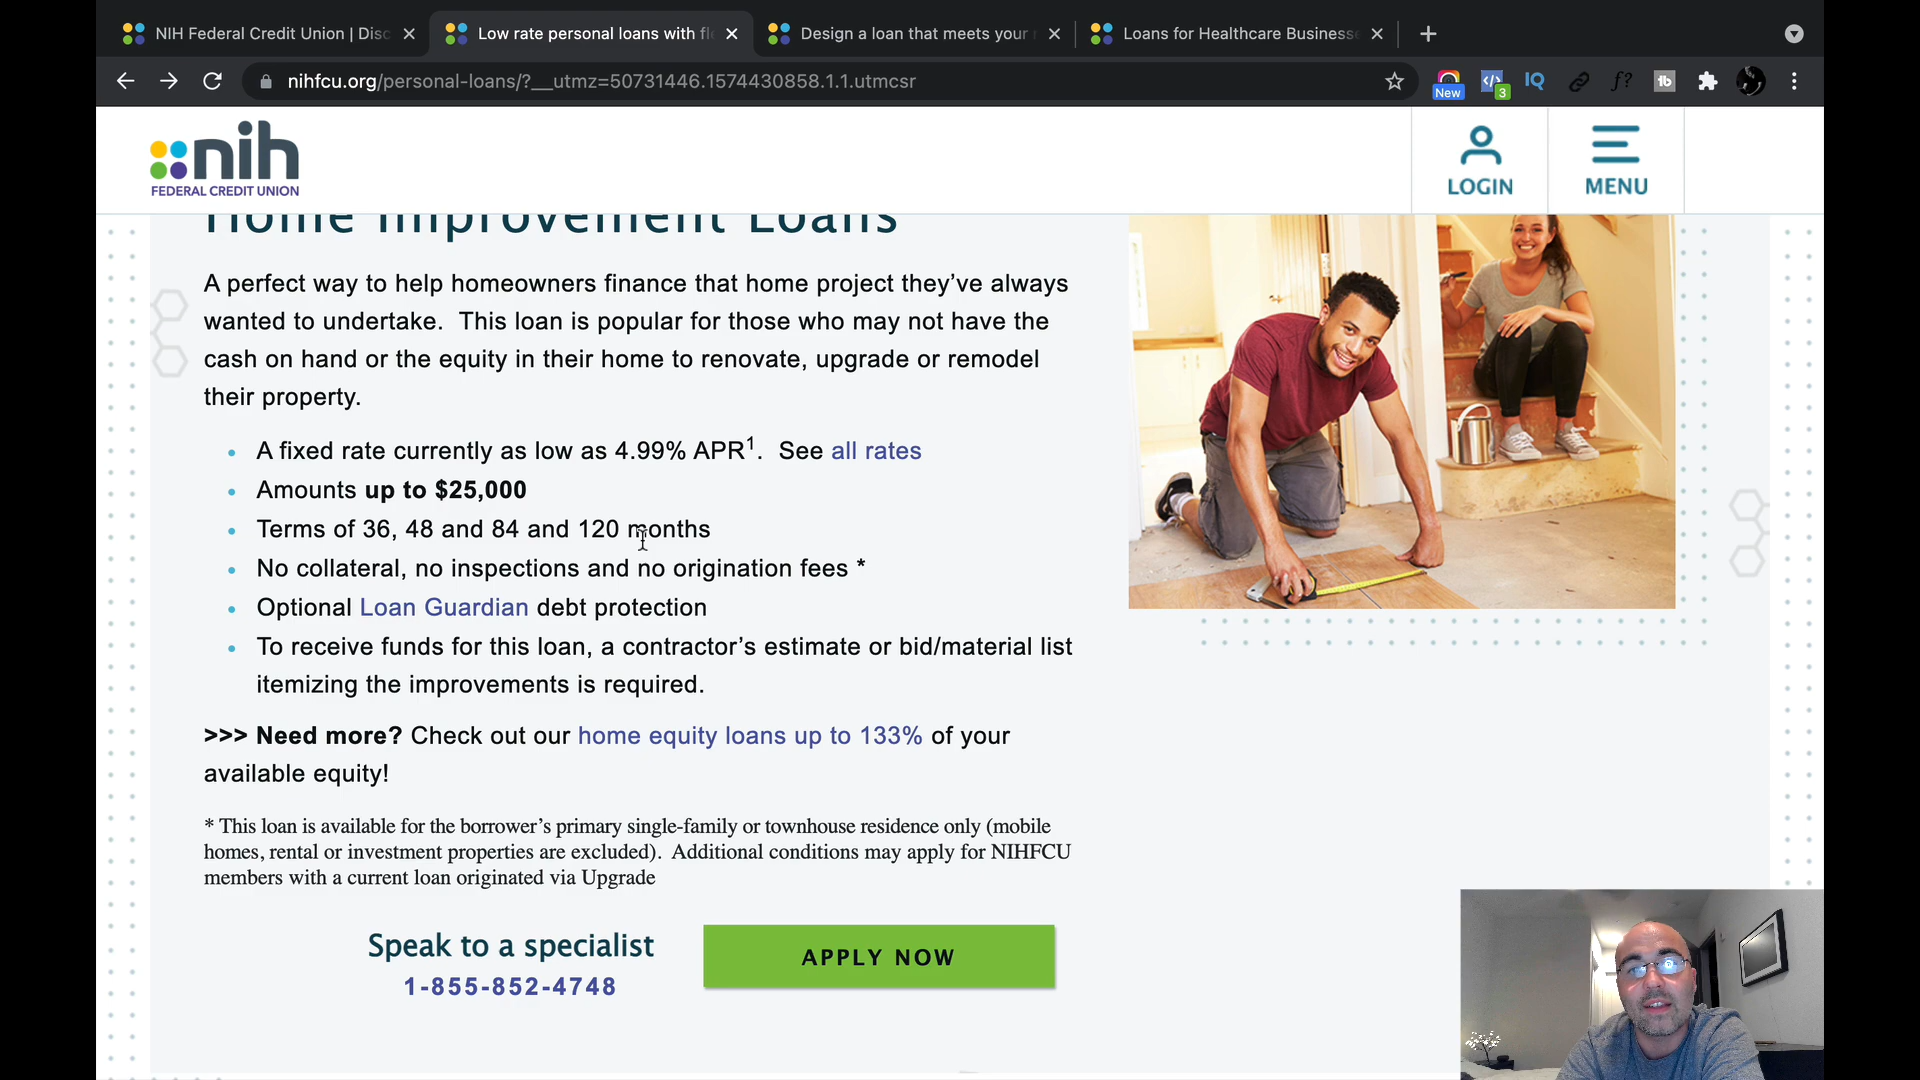 NIH Federal Credit Union | Disc
Low rate personal loans with fl
Design a loan that meets your
Loans for Healthcare Businesse
nihfcu.org/personal-loans/?__utmz=50731446.1574430858.1.1.utmcsr
New
3
IQ
f?
tb
nih
FEDERAL CREDIT UNION
LOGIN
MENU
Home Improvement Loans
A perfect way to help homeowners finance that home project they've always
wanted to undertake. This loan is popular for those who may not have the
cash on hand or the equity in their home to renovate, upgrade or remodel
their property.
• A fixed rate currently as low as 4.99% APR¹. See all rates
• Amounts up to $25,000
• Terms of 36, 48 and 84 and 120 months
• No collateral, no inspections and no origination fees *
• Optional Loan Guardian debt protection
• To receive funds for this loan, a contractor's estimate or bid/material list
itemizing the improvements is required.
>>> Need more? Check out our home equity loans up to 133% of your
available equity!
* This loan is available for the borrower's primary single-family or townhouse residence only (mobile
homes, rental or investment properties are excluded). Additional conditions may apply for NIHFCU
members with a current loan originated via Upgrade
Speak to a specialist
1-855-852-4748
APPLY NOW